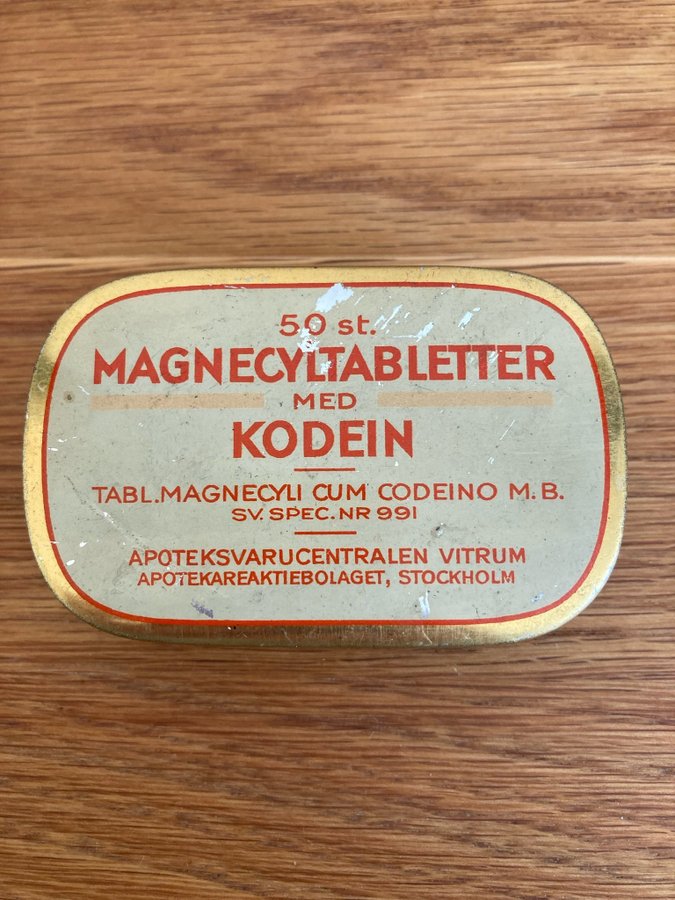 50 st.
MAGNECYLTABLETTER
MED
KODEIN
TABL. MAGNECYLI CUM CODEINO M.B.
SV. SPEC. NR 991
APOTEKSVARUCENTRALEN VITRUM
APOTEKAREAKTIEBOLAGET, STOCKHOLM